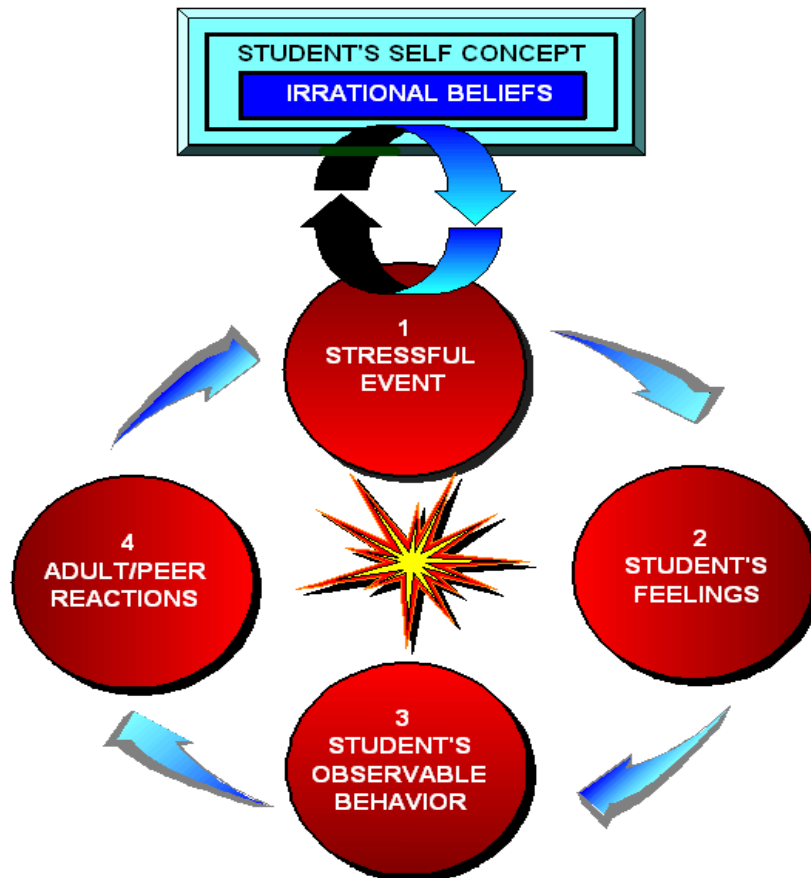 STUDENT'S SELF CONCEPT
IRRATIONAL BELIEFS
1
STRESSFUL
EVENT
2
STUDENT'S
FEELINGS
3
STUDENT'S
OBSERVABLE
BEHAVIOR
4
ADULT/PEER
REACTIONS